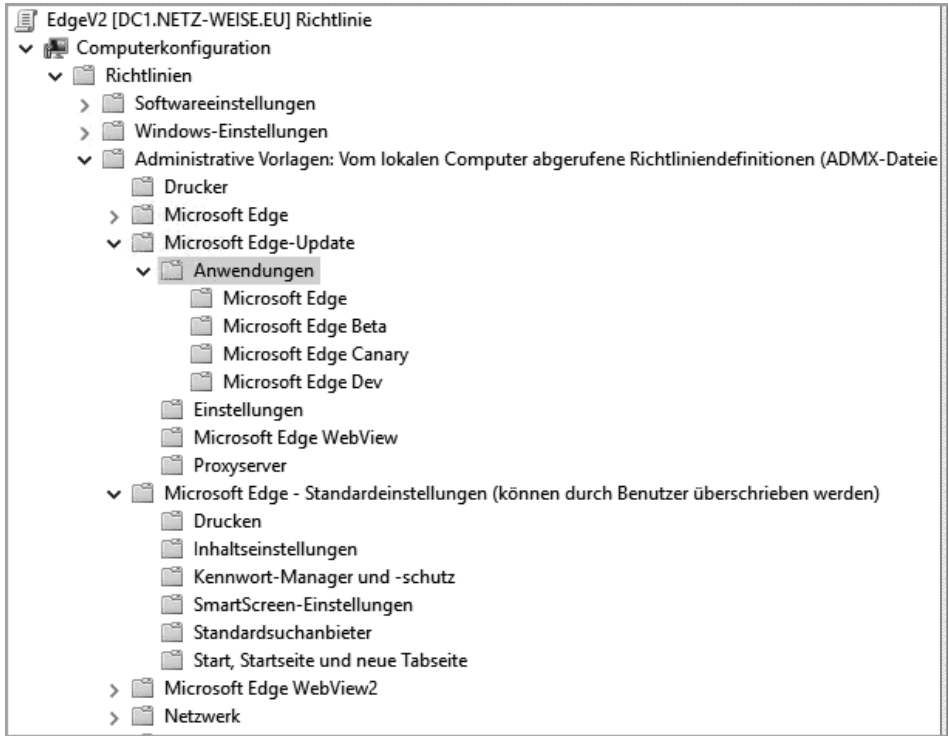 EdgeV2 [DC1.NETZ-WEISE.EU] Richtlinie
Computerkonfiguration
Richtlinien
Softwareeinstellungen
Windows-Einstellungen
Administrative Vorlagen: Vom lokalen Computer abgerufene Richtliniendefinitionen (ADMX-Dateie
Drucker
Microsoft Edge
Microsoft Edge-Update
Anwendungen
Microsoft Edge
Microsoft Edge Beta
Microsoft Edge Canary
Microsoft Edge Dev
Einstellungen
Microsoft Edge WebView
Proxyserver
Microsoft Edge - Standardeinstellungen (können durch Benutzer überschrieben werden)
Drucken
Inhaltseinstellungen
Kennwort-Manager und -schutz
SmartScreen-Einstellungen
Standardsuchanbieter
Start, Startseite und neue Tabseite
Microsoft Edge WebView2
Netzwerk